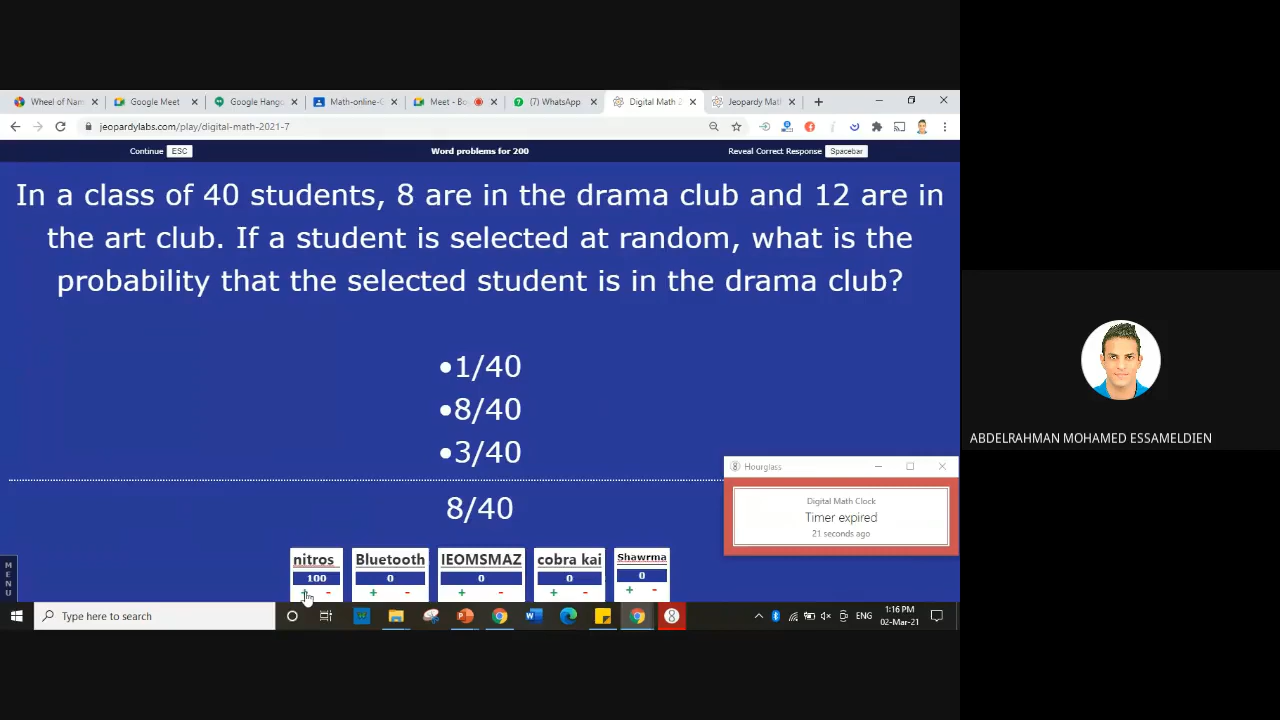 Wheel of Nam
Google Meet
Google Hango
Math-online-C
Meet - Bo
(7) WhatsApp
Digital Math 2
Jeopardy Mat
jeopardylabs.com/play/digital-math-2021-7
Continue ESC
Word problems for 200
Reveal Correct Response Spacebar
In a class of 40 students, 8 are in the drama club and 12 are in
the art club. If a student is selected at random, what is the
probability that the selected student is in the drama club?
•1/40
•8/40
•3/40
8/40
Hourglass
Digital Math Clock
Timer expired
21 seconds ago
MENU
nitros Bluetooth IEOMSMAZ cobra kai Shawrma
100 0 0 0 0
+ - + - + - + - + -
ABDELRAHMAN MOHAMED ESSAMELDIEN
Type here to search
ENG
1:16 PM
02-Mar-21